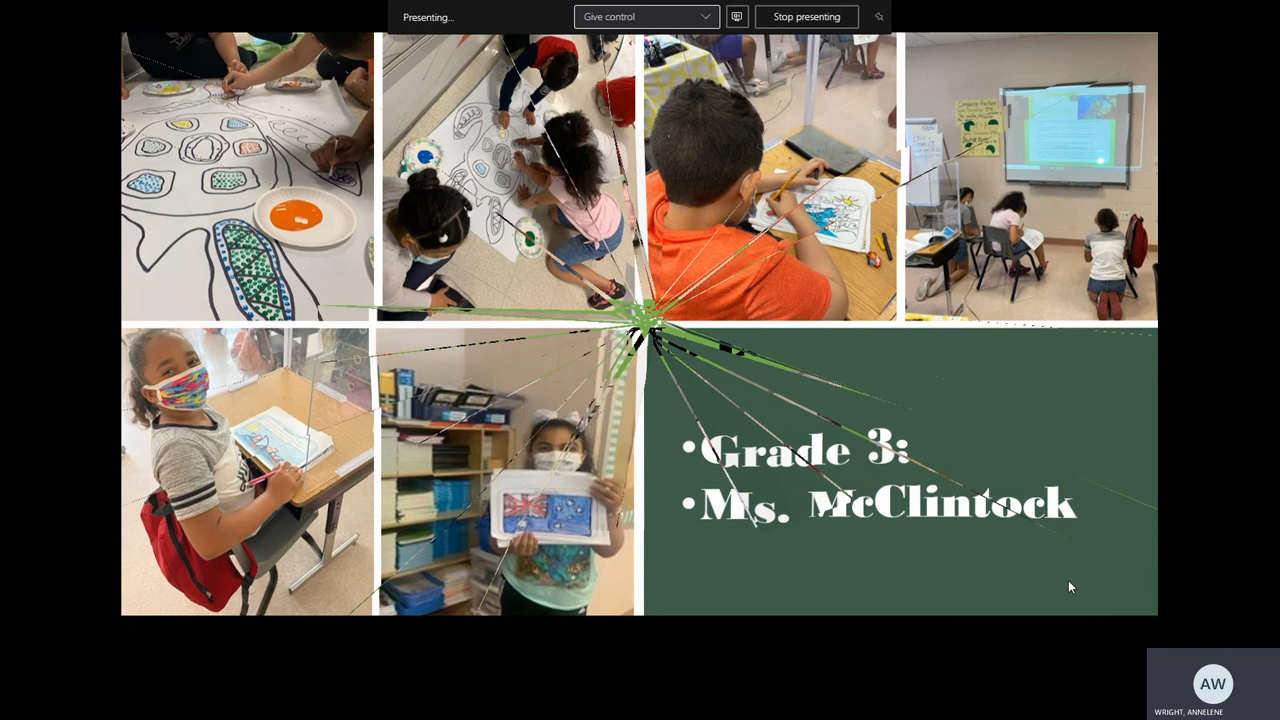 Presenting...
Give control
Stop presenting
•Grade 3:
•Ms. McClintock
AW
WRIGHT, ANNELENE